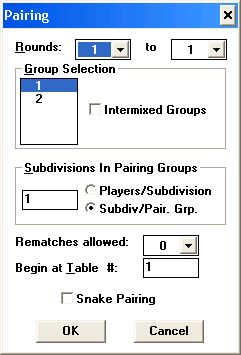 Pairing
Rounds: 1 to 1
Group Selection
1
2
Intermixed Groups
Subdivisions In Pairing Groups
1
Players/Subdivision
Subdiv/Pair. Grp.
Rematches allowed: 0
Begin at Table #: 1
Snake Pairing
OK Cancel